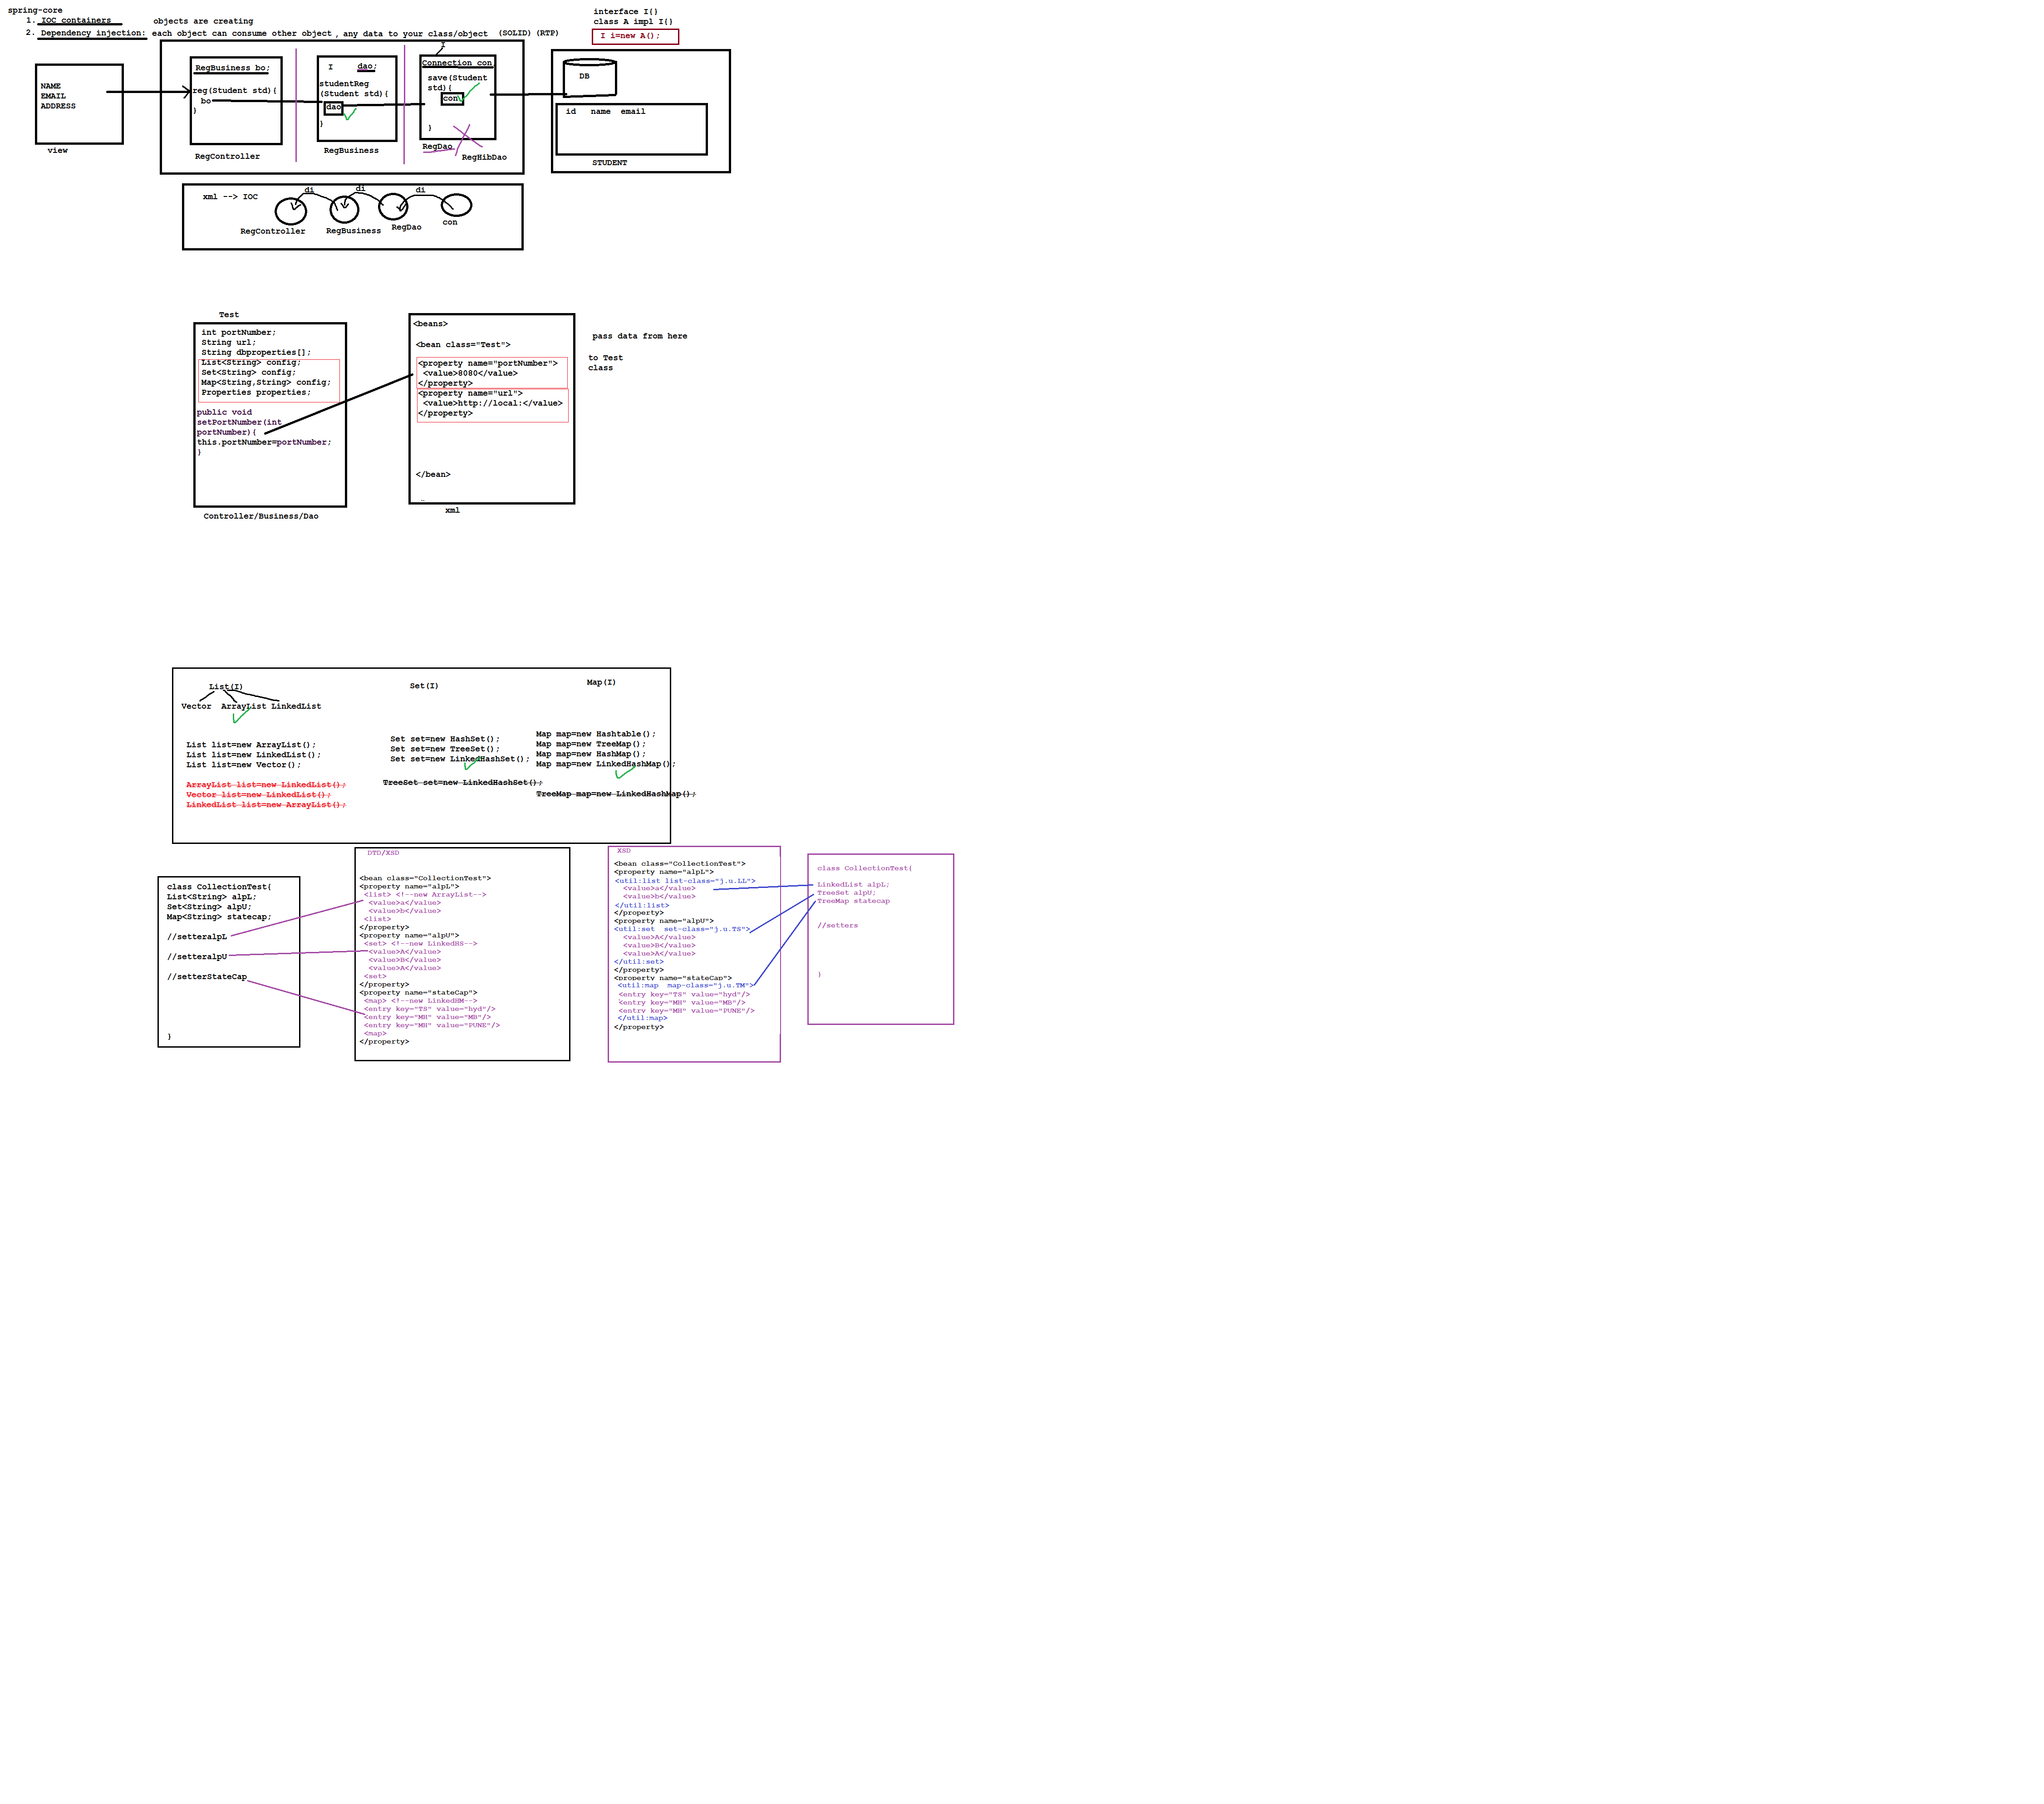 spring-core
1. IOC containers objects are creating
2. Dependency injection: each object can consume other object , any data to your class/object (SOLID) (RTP)
interface I()
class A impl I()
I i=new A();
NAME
EMAIL
ADDRESS
view
RegBusiness bo;
reg(Student std){
bo
}
RegController
I dao;
studentReg
(Student std){
dao
}
RegBusiness
I
Connection con
save(Student
std){
con
}
RegDao
RegHibDao
DB
id name email
STUDENT
xml --> IOC
di
di
di
RegController
RegBusiness
RegDao
con
Test
int portNumber;
String url;
String dbproperties[];
List<String> config;
Set<String> config;
Map<String,String> config;
Properties properties;
public void
setPortNumber(int
portNumber){
this.portNumber=portNumber;
}
Controller/Business/Dao
<beans>
<bean class="Test">
<property name="portNumber">
<value>8080</value>
</property>
<property name="url">
<value>http://local:</value>
</property>
</bean>
_
xml
pass data from here
to Test
class
List(I)
Vector ArrayList LinkedList
List list=new ArrayList();
List list=new LinkedList();
List list=new Vector();
ArrayList list=new LinkedList();
Vector list=new LinkedList();
LinkedList list=new ArrayList();
Set(I)
Set set=new HashSet();
Set set=new TreeSet();
Set set=new LinkedHashSet();
TreeSet set=new LinkedHashSet();
Map(I)
Map map=new Hashtable();
Map map=new TreeMap();
Map map=new HashMap();
Map map=new LinkedHashMap();
TreeMap map=new LinkedHashMap();
class CollectionTest{
List<String> alpL;
Set<String> alpU;
Map<String> statecap;
//setteralpL
//setteralpU
//setterStateCap
}
DTD/XSD
<bean class="CollectionTest">
<property name="alpL">
<list> <!--new ArrayList-->
<value>a</value>
<value>b</value>
<list>
</property>
<property name="alpU">
<set> <!--new LinkedHS-->
<value>A</value>
<value>B</value>
<value>A</value>
<set>
</property>
<property name="stateCap">
<map> <!--new LinkedHM-->
<entry key="TS" value="hyd"/>
<entry key="MH" value="MB"/>
<entry key="MH" value="PUNE"/>
<map>
</property>
XSD
<bean class="CollectionTest">
<property name="alpL">
<util:list list-class="j.u.LL">
<value>a</value>
<value>b</value>
</util:list>
</property>
<property name="alpU">
<util:set set-class="j.u.TS">
<value>A</value>
<value>B</value>
<value>A</value>
</util:set>
</property>
<property name="stateCap">
<util:map map-class="j.u.TM">
<entry key="TS" value="hyd"/>
<entry key="MH" value="MB"/>
<entry key="MH" value="PUNE"/>
</util:map>
</property>
class CollectionTest{
LinkedList alpL;
TreeSet alpU;
TreeMap statecap
//setters
}